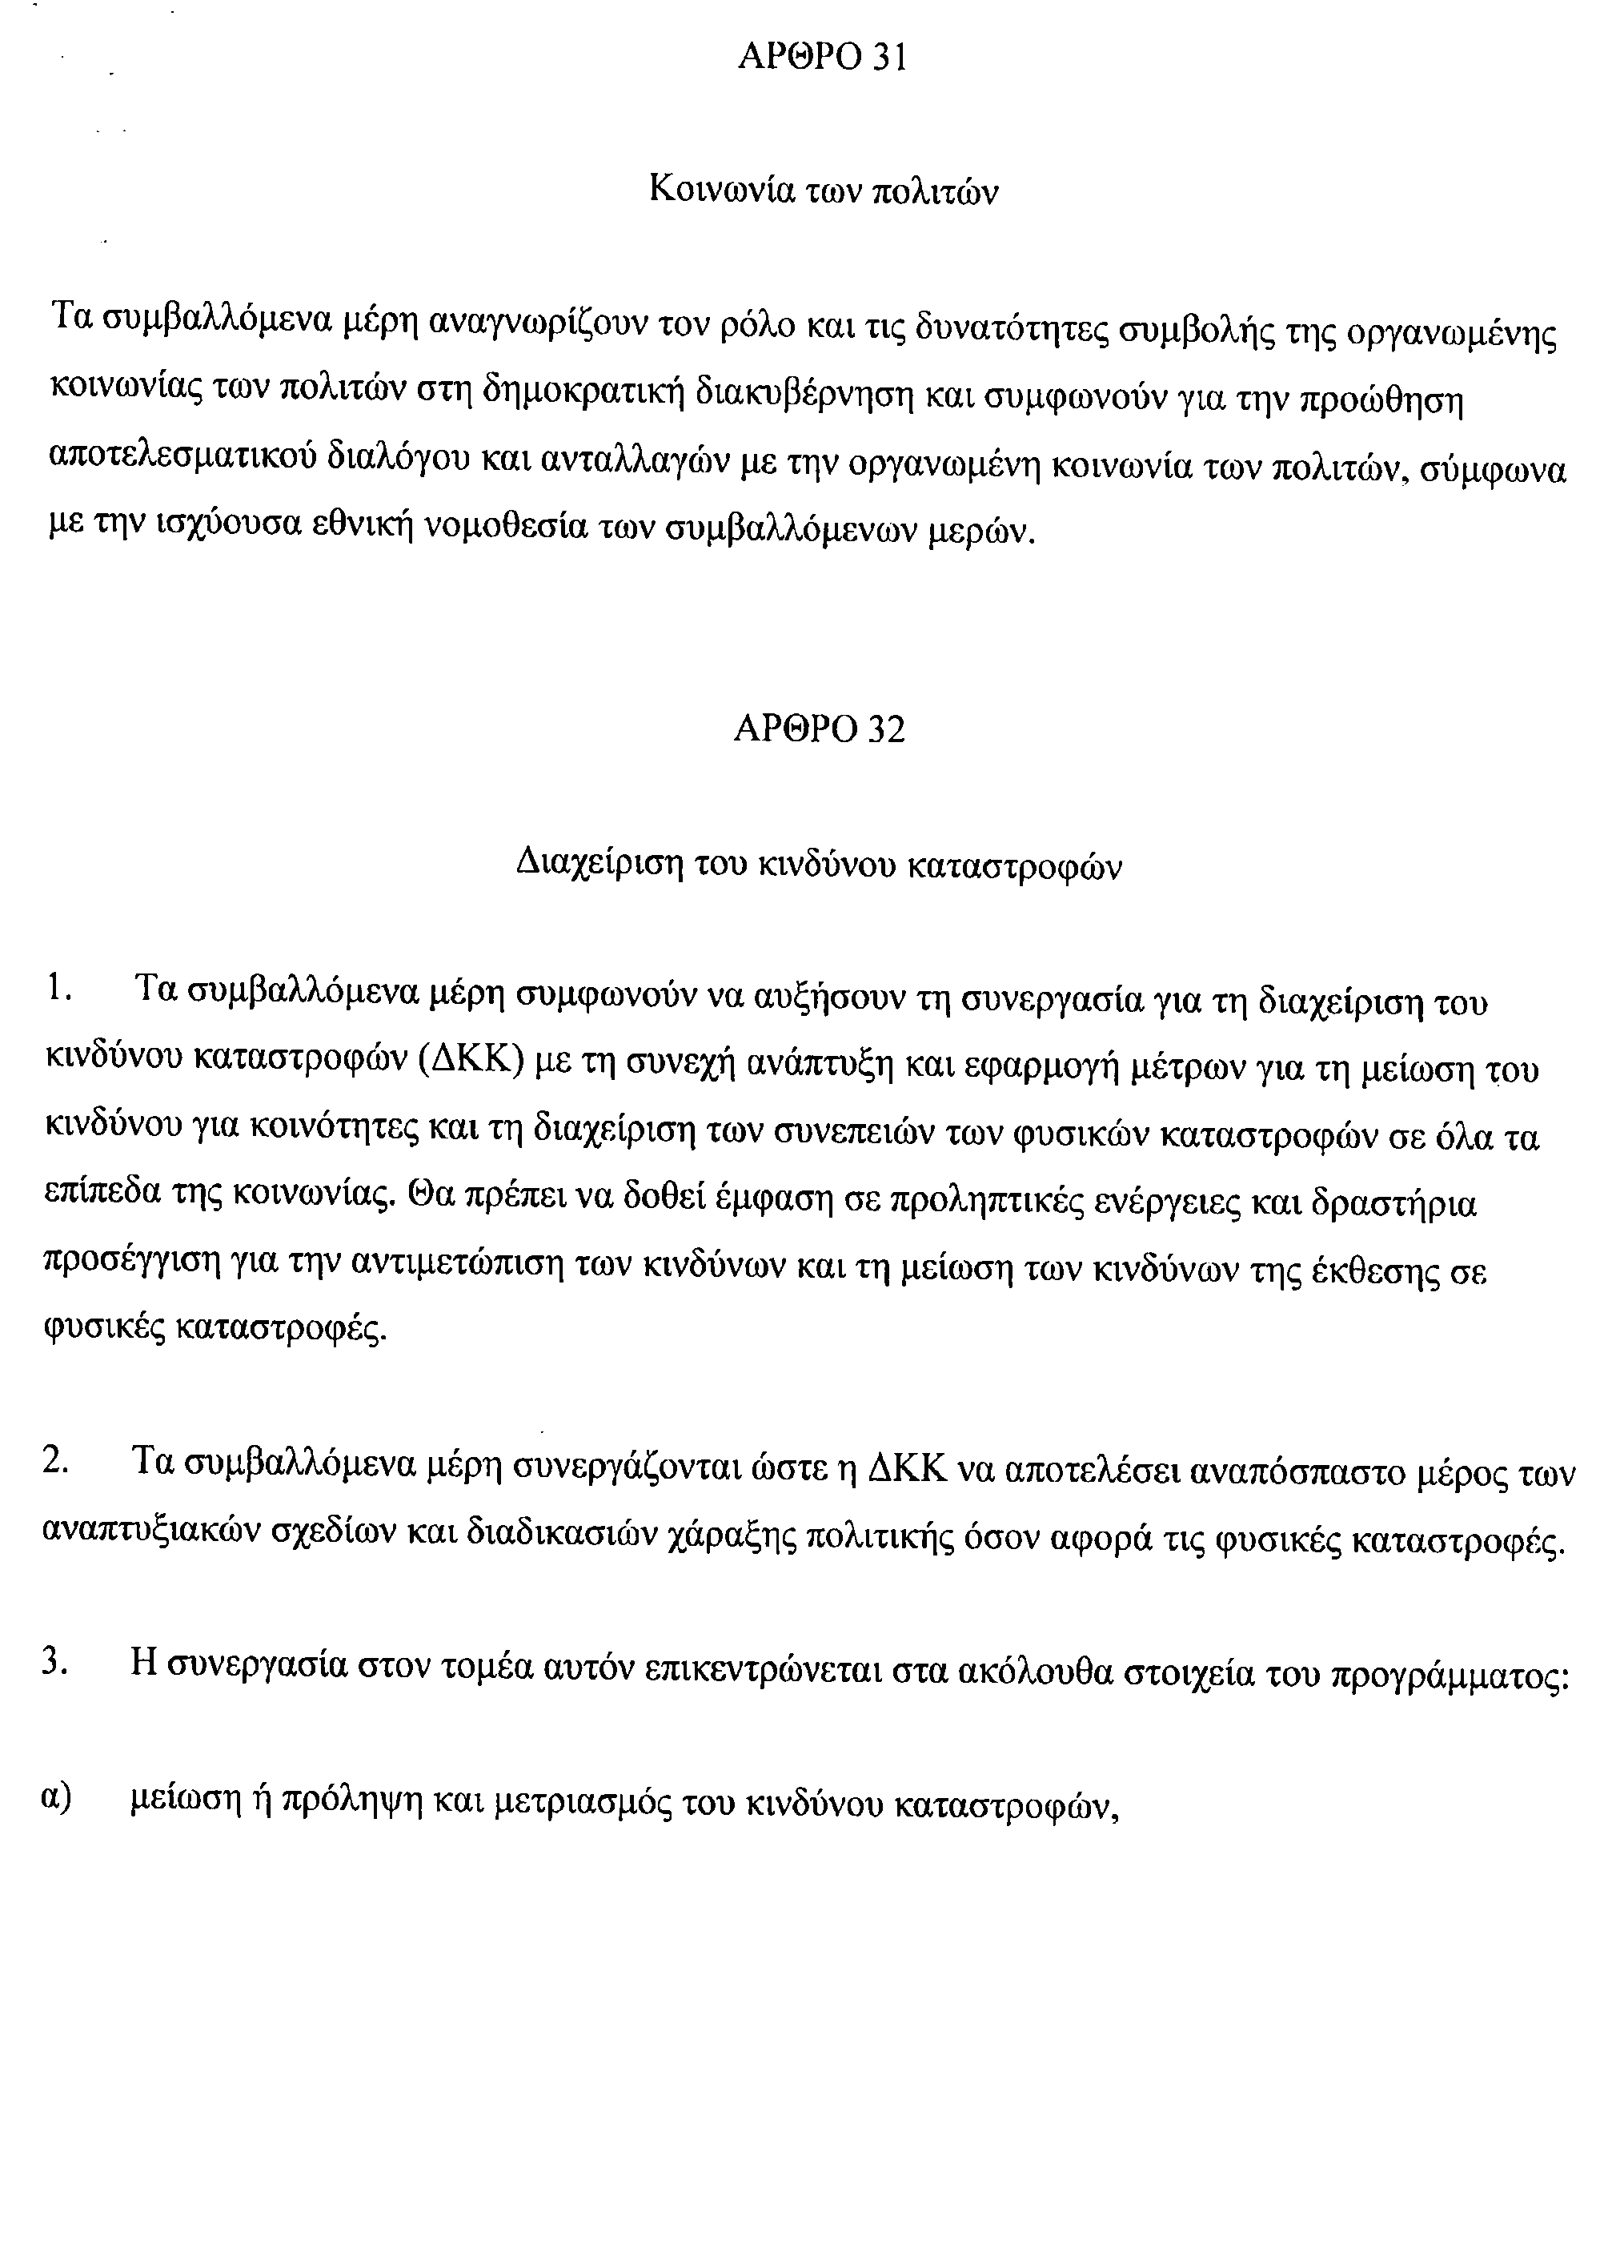 ΑΡΘΡΟ 31
Κοινωνία των πολιτών
Τα συμβαλλόμενα μέρη αναγνωρίζουν τον ρόλο και τις δυνατότητες συμβολής της οργανωμένης
κοινωνίας των πολιτών στη δημοκρατική διακυβέρνηση και συμφωνούν για την προώθηση
αποτελεσματικού διαλόγου και ανταλλαγών με την οργανωμένη κοινωνία των πολιτών, σύμφωνα
με την ισχύουσα εθνική νομοθεσία των συμβαλλόμενων μερών.
ΑΡΘΡΟ 32
Διαχείριση του κινδύνου καταστροφών
1. Τα συμβαλλόμενα μέρη συμφωνούν να αυξήσουν τη συνεργασία για τη διαχείριση του
κινδύνου καταστροφών (ΔΚΚ) με τη συνεχή ανάπτυξη και εφαρμογή μέτρων για τη μείωση του
κινδύνου για κοινότητες και τη διαχείριση των συνεπειών των φυσικών καταστροφών σε όλα τα
επίπεδα της κοινωνίας. Θα πρέπει να δοθεί έμφαση σε προληπτικές ενέργειες και δραστήρια
προσέγγιση για την αντιμετώπιση των κινδύνων και τη μείωση των κινδύνων της έκθεσης σε
φυσικές καταστροφές.
2. Τα συμβαλλόμενα μέρη συνεργάζονται ώστε η ΔΚΚ να αποτελέσει αναπόσπαστο μέρος των
αναπτυξιακών σχεδίων και διαδικασιών χάραξης πολιτικής όσον αφορά τις φυσικές καταστροφές.
3. Η συνεργασία στον τομέα αυτόν επικεντρώνεται στα ακόλουθα στοιχεία του προγράμματος:
α) μείωση ή πρόληψη και μετριασμός του κινδύνου καταστροφών,